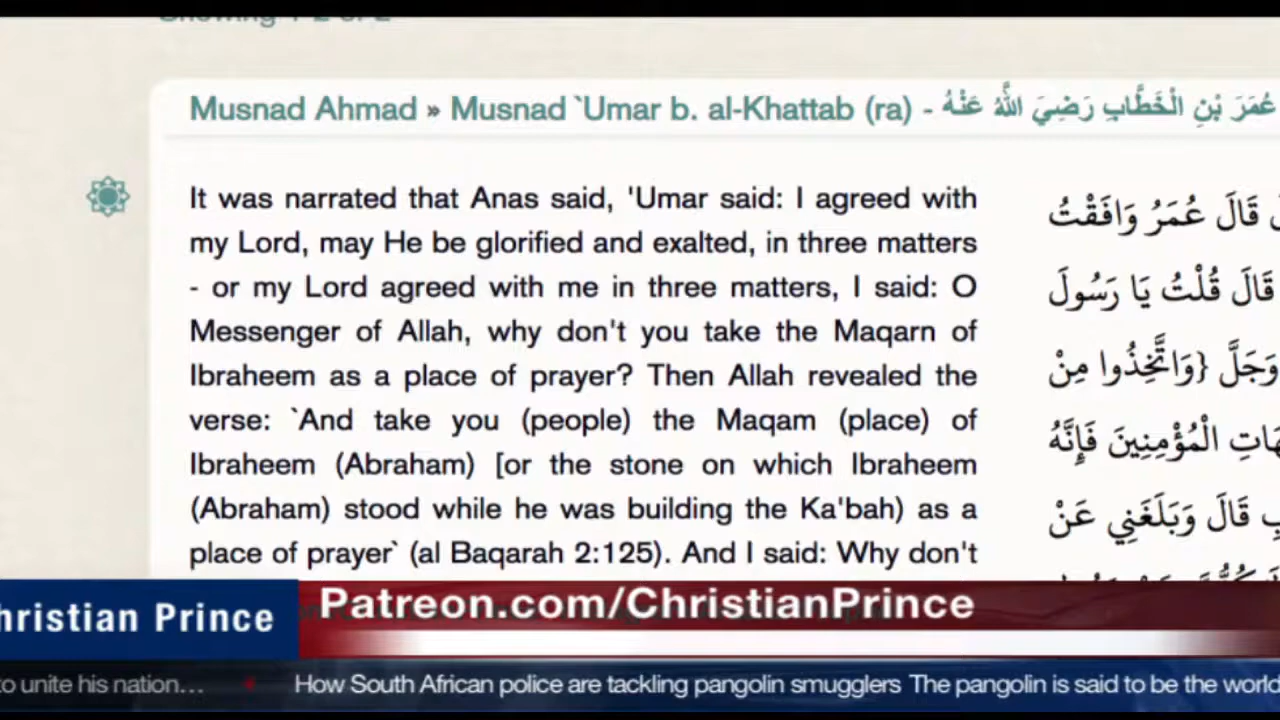 Showing 1-2 of 2
Musnad Ahmad » Musnad `Umar b. al-Khattab (ra) - عُمَرَ بْنِ الْخَطَّابِ رَضِيَ اللَّهُ عَنْهُ
It was narrated that Anas said, 'Umar said: I agreed with
my Lord, may He be glorified and exalted, in three matters
- or my Lord agreed with me in three matters, I said: O
Messenger of Allah, why don't you take the Maqarn of
Ibraheem as a place of prayer? Then Allah revealed the
verse: `And take you (people) the Maqam (place) of
Ibraheem (Abraham) [or the stone on which Ibraheem
(Abraham) stood while he was building the Ka'bah) as a
place of prayer` (al Baqarah 2:125). And I said: Why don't
قَالَ عُمَرُ وَافَقْتُ
قَالَ قُلْتُ يَا رَسُولَ
وَجَلَّ {وَاتَّخِذُوا مِنْ
الْمُؤْمِنِينَ فَإِنَّهُ
قَالَ وَبَلَغَنِي عَنْ
hristian Prince
Patreon.com/ChristianPrince
to unite his nation... How South African police are tackling pangolin smugglers The pangolin is said to be the world